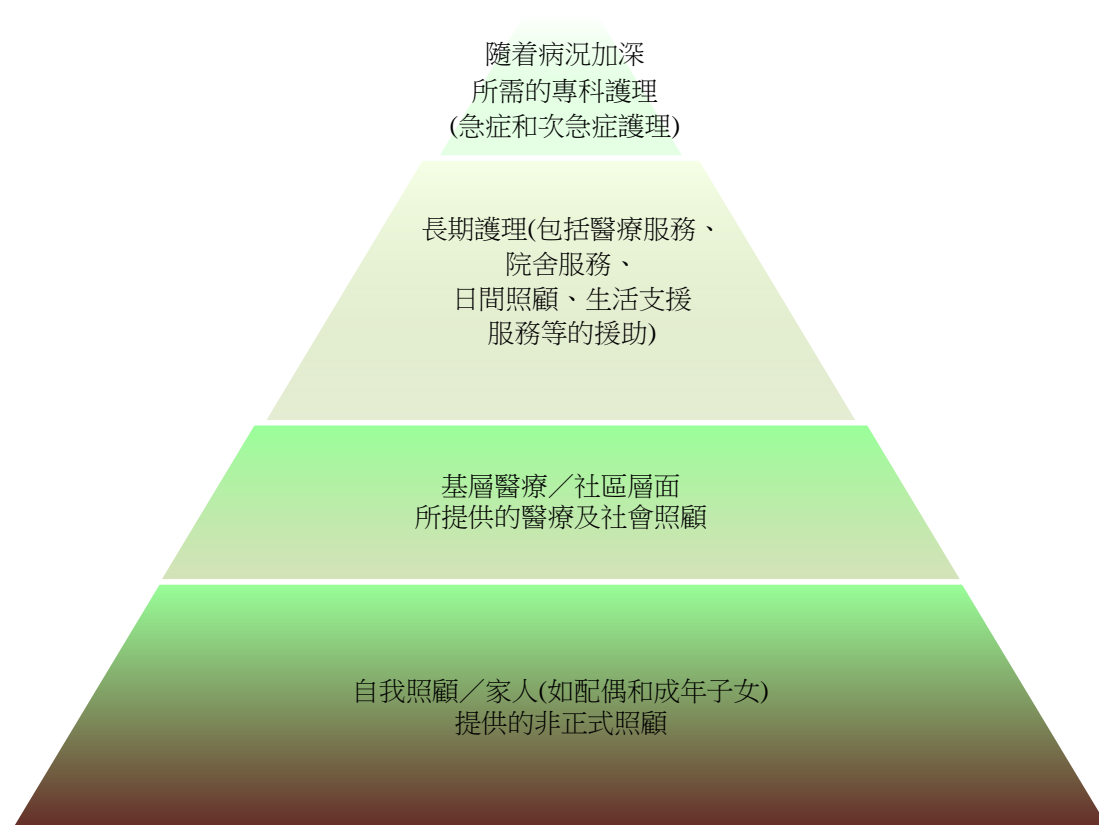 隨着病況加深
所需的專科護理
(急症和次急症護理)
長期護理(包括醫療服務、
院舍服務、
日間照顧、生活支援
服務等的援助)
基層醫療／社區層面
所提供的醫療及社會照顧
自我照顧／家人(如配偶和成年子女)
提供的非正式照顧